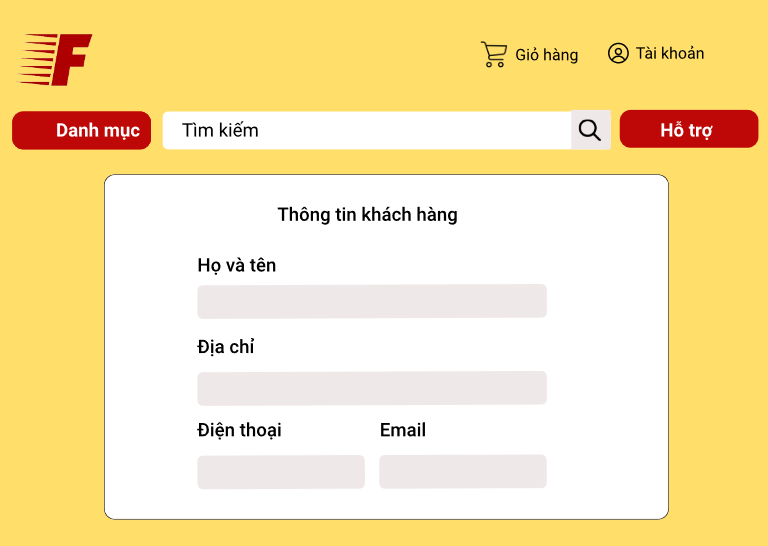 F
Giỏ hàng
Tài khoản
Danh mục
Tìm kiếm
Hỗ trợ
Thông tin khách hàng
Họ và tên
Địa chỉ
Điện thoại
Email